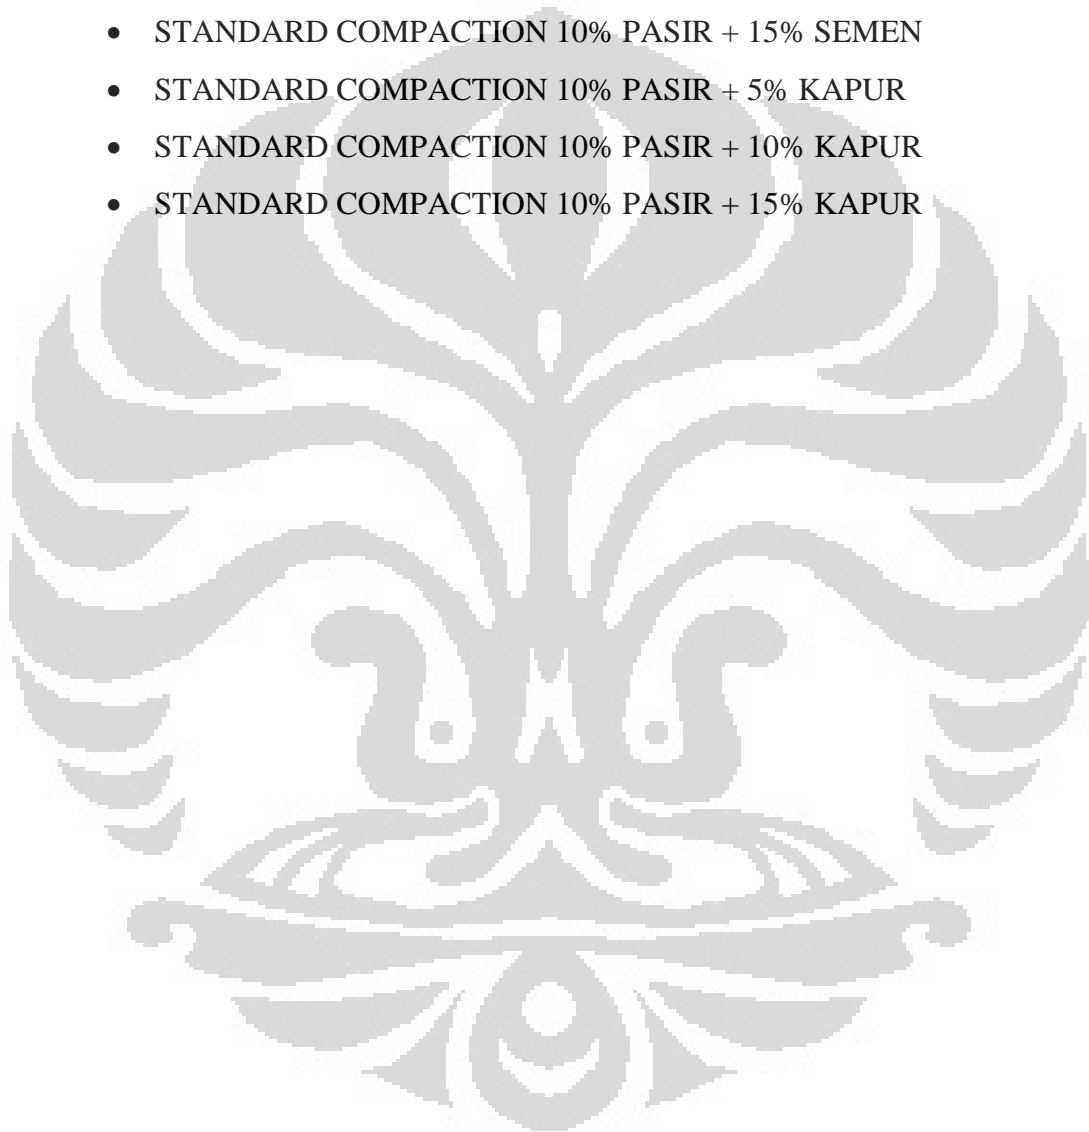 • STANDARD COMPACTION 10% PASIR + 15% SEMEN
• STANDARD COMPACTION 10% PASIR + 5% KAPUR
• STANDARD COMPACTION 10% PASIR + 10% KAPUR
• STANDARD COMPACTION 10% PASIR + 15% KAPUR